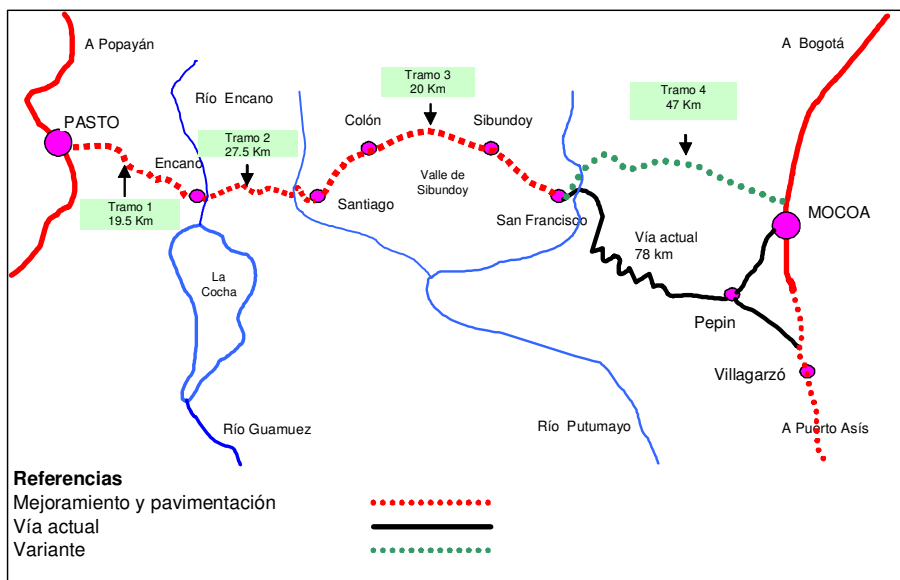 A Popayán
A Bogotá
Tramo 3
20 Km
Tramo 4
47 Km
Río Encano
PASTO
Tramo 2
27.5 Km
Colón
Sibundoy
Encano
Valle de
Sibundoy
Tramo 1
19.5 Km
Santiago
San Francisco
MOCOA
Vía actual
78 km
La
Cocha
Pepin
Villagarzó
Río Guamuez
Río Putumayo
A Puerto Asís
Referencias
Mejoramiento y pavimentación
Vía actual
Variante